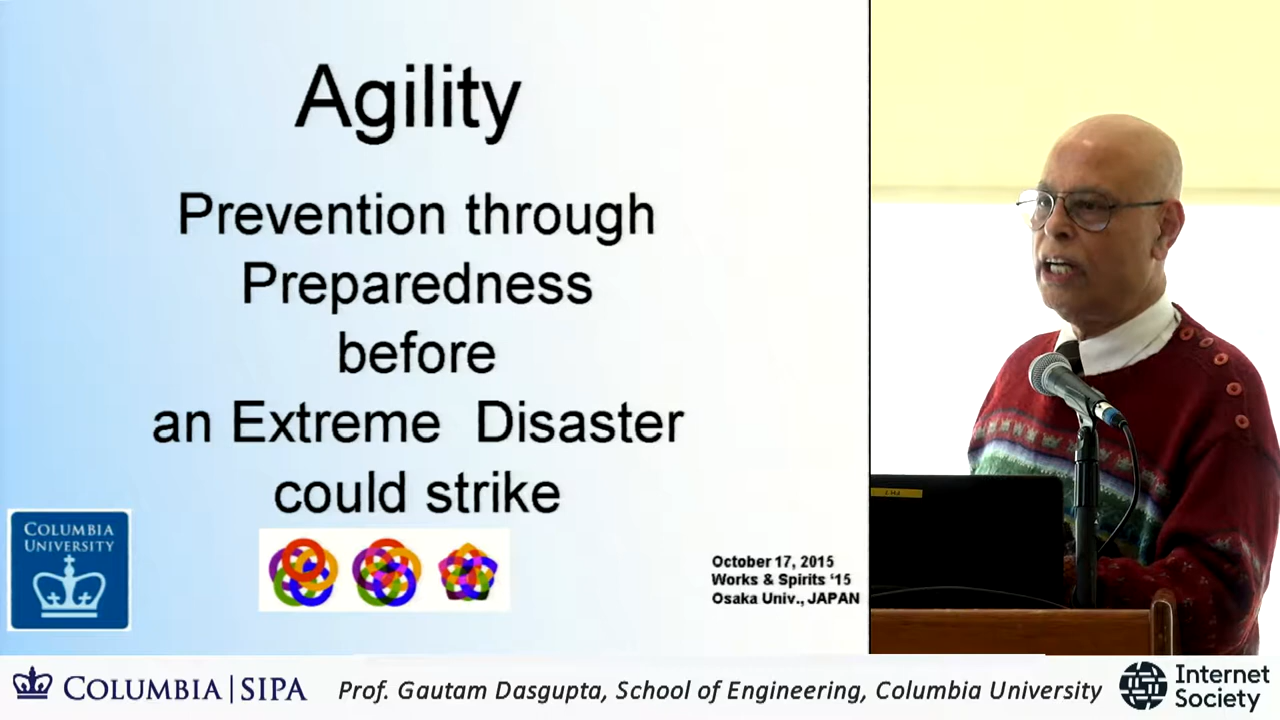 Agility
Prevention through
Preparedness
before
an Extreme Disaster
could strike
COLUMBIA
UNIVERSITY
October 17, 2015
Works & Spirits ‘15
Osaka Univ., JAPAN
COLUMBIA | SIPA
Prof. Gautam Dasgupta, School of Engineering, Columbia University
Internet
Society